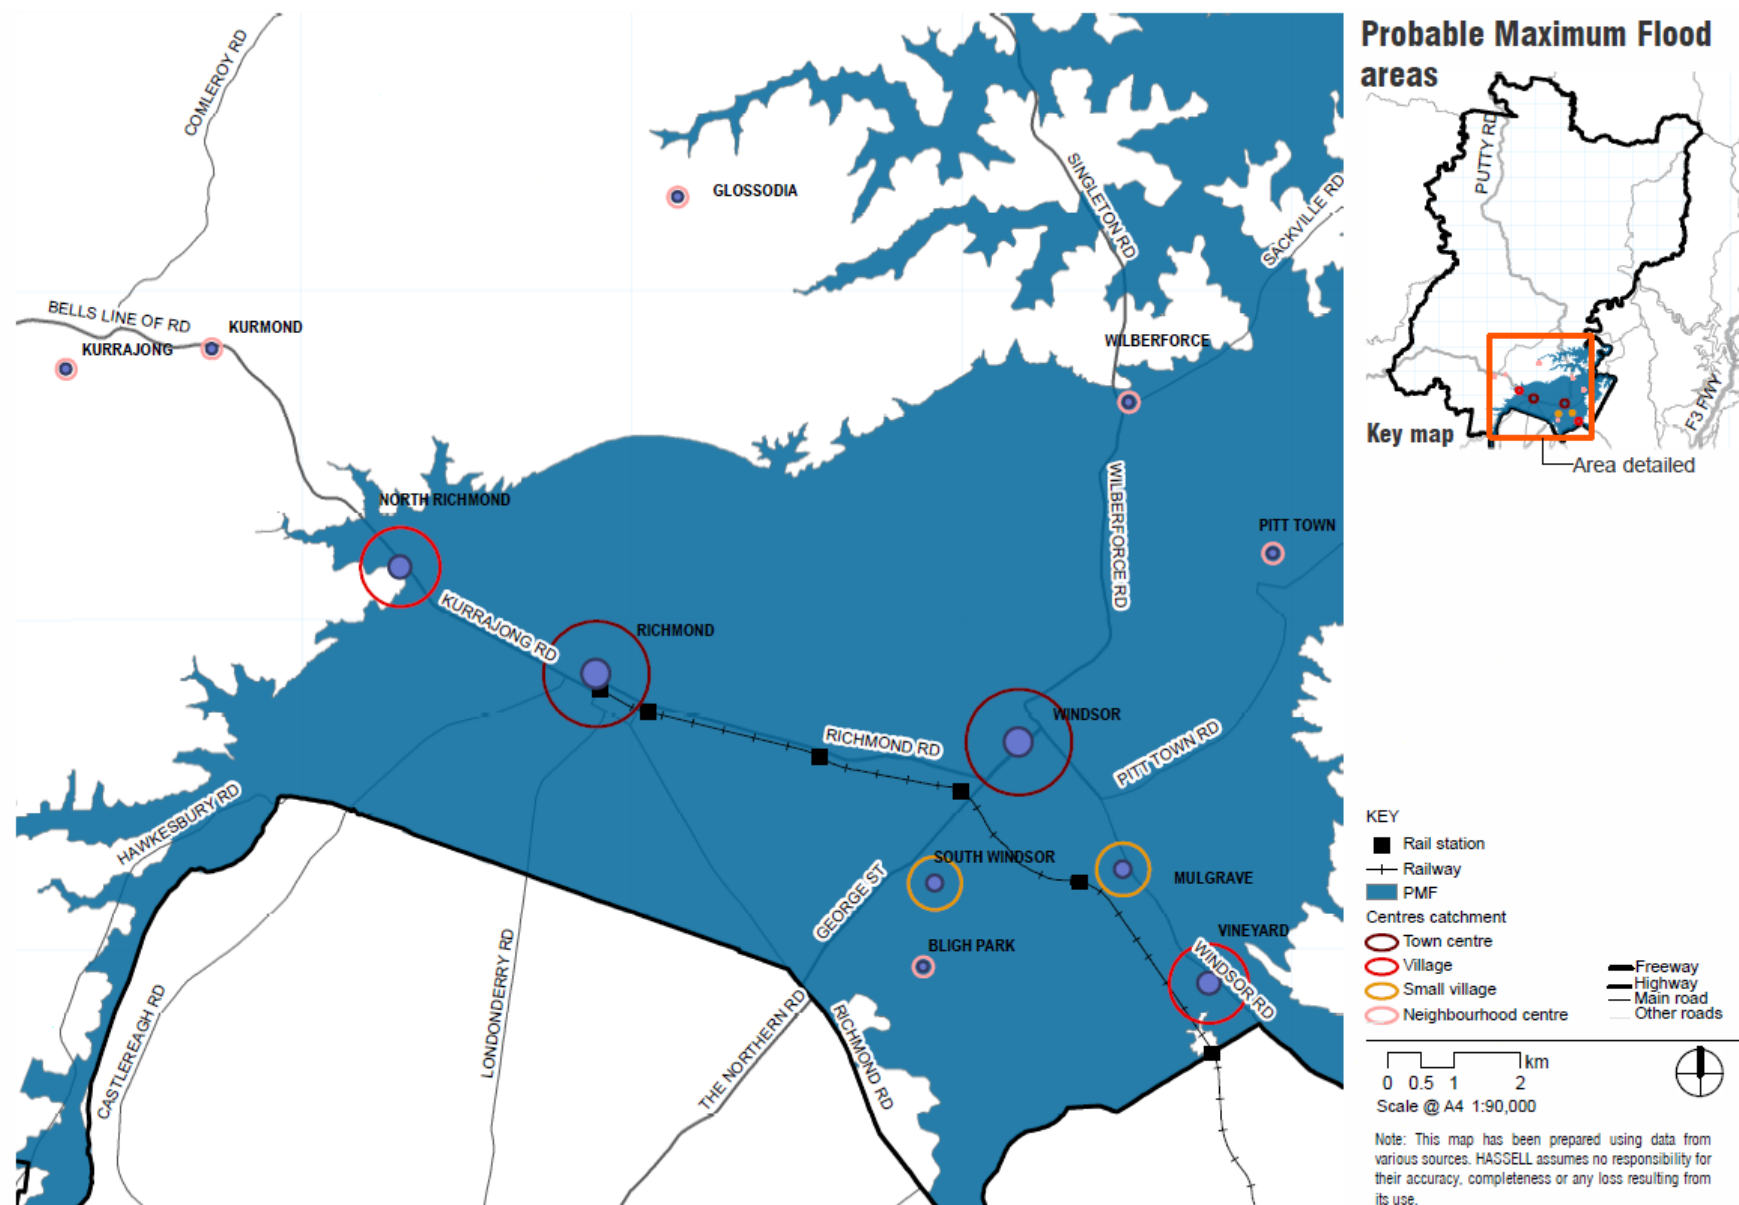 Probable Maximum Flood
areas
COMLEROY RD
PUTTY RD
SINGLETON RD
GLOSSODIA
SACKVILLE RD
BELLS LINE OF RD
KURMOND
KURRAJONG
WILBERFORCE
F3 FWY
Key map
Area detailed
NORTH RICHMOND
WILBERFORCE RD
PITT TOWN
KURRAJONG RD
RICHMOND
WINDSOR
RICHMOND RD
PITT TOWN RD
HAWKESBURY RD
SOUTH WINDSOR
MULGRAVE
GEORGE ST
BLIGH PARK
VINEYARD
WINDSOR RD
LONDONDERRY RD
CASTLEREAGH RD
THE NORTHERN RD
RICHMOND RD
KEY
Rail station
Railway
PMF
Centres catchment
Town centre
Village
Small village
Neighbourhood centre
Freeway
Highway
Main road
Other roads
km
0 0.5 1 2
Scale @ A4 1:90,000
Note: This map has been prepared using data from
various sources. HASSELL assumes no responsibility for
their accuracy, completeness or any loss resulting from
its use.